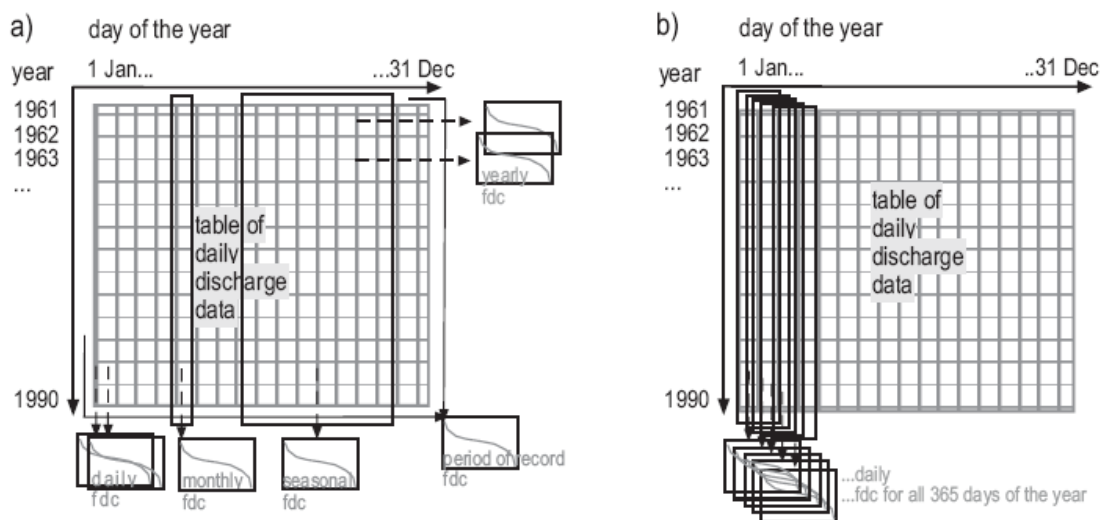 a)
day of the year
year
1 Jan...
...31 Dec
1961
1962
1963
...
1990
table of
daily
discharge
data
yearly
fdc
daily
fdc
monthly
fdc
seasonal
fdc
period of record
fdc
b)
day of the year
year
1 Jan...
..31 Dec
1961
1962
1963
...
1990
table of
daily
discharge
data
...daily
...fdc for all 365 days of the year